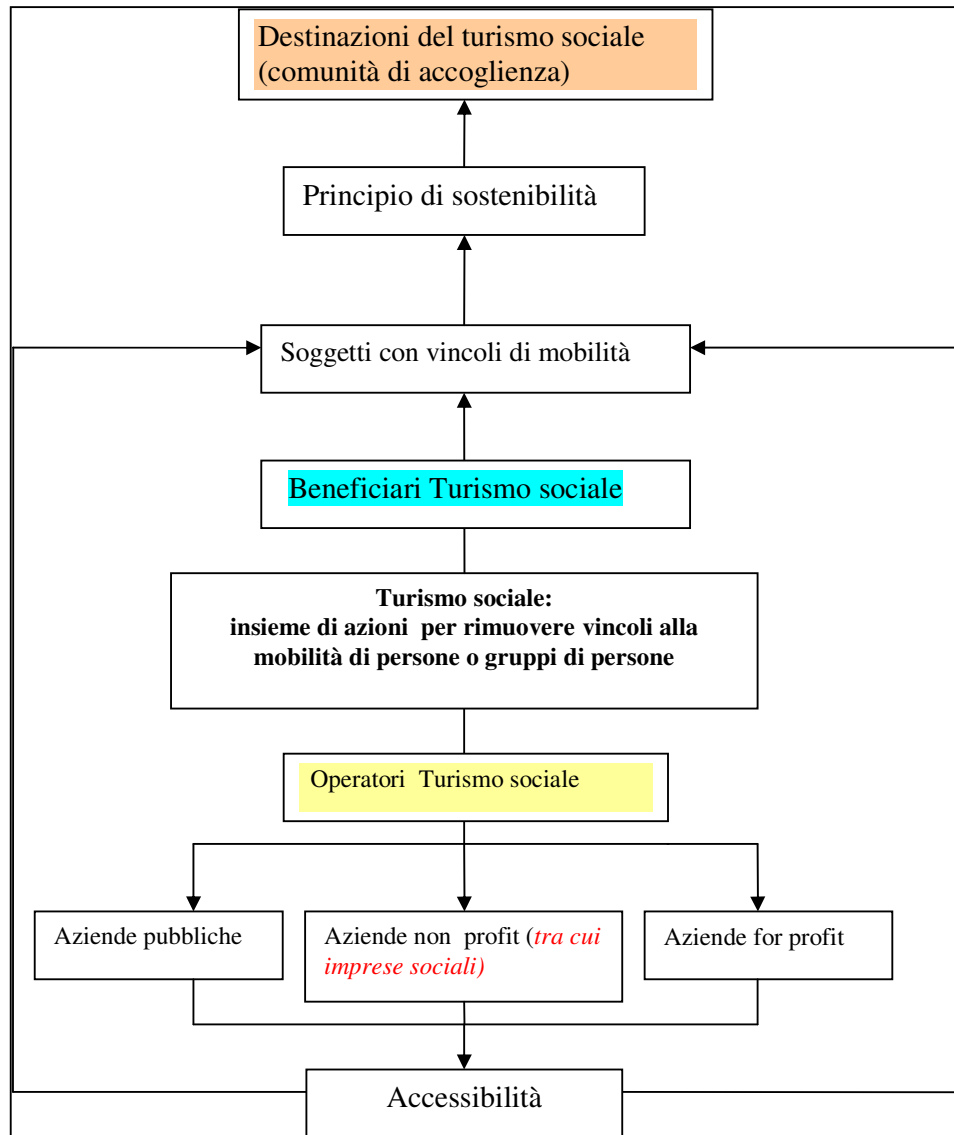 Destinazioni del turismo sociale
(comunità di accoglienza)
Principio di sostenibilità
Soggetti con vincoli di mobilità
Beneficiari Turismo sociale
Turismo sociale:
insieme di azioni per rimuovere vincoli alla
mobilità di persone o gruppi di persone
Operatori Turismo sociale
Aziende pubbliche
Aziende non profit (tra cui
imprese sociali)
Aziende for profit
Accessibilità